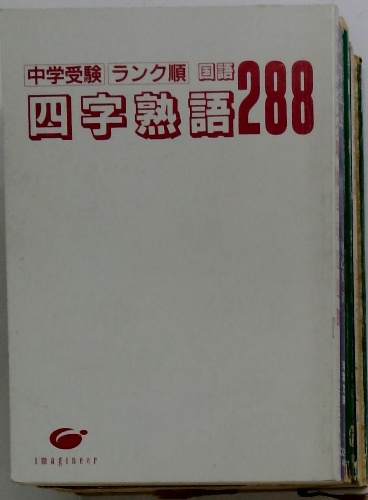 中学受験 ランク順 国語
四字熟語288
imagineer